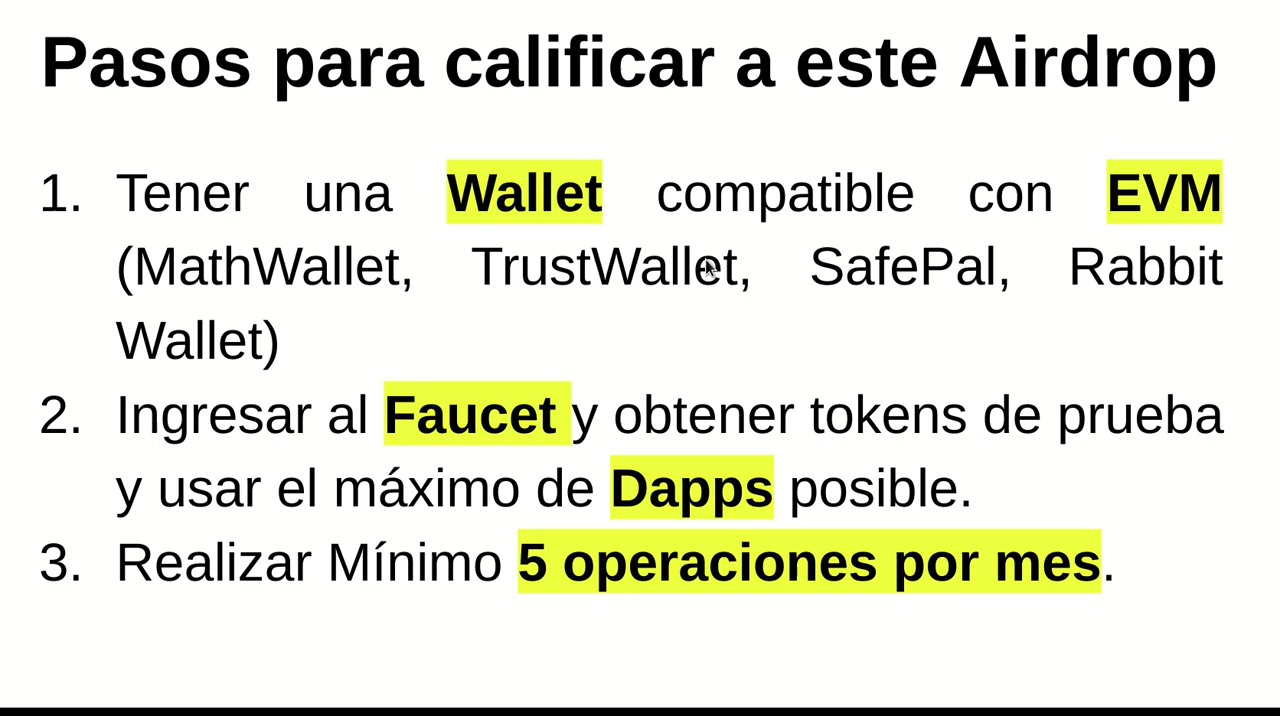 Pasos para calificar a este Airdrop
1. Tener una Wallet compatible con EVM
(MathWallet, TrustWallet, SafePal, Rabbit
Wallet)
2. Ingresar al Faucet y obtener tokens de prueba
y usar el máximo de Dapps posible.
3. Realizar Mínimo 5 operaciones por mes.